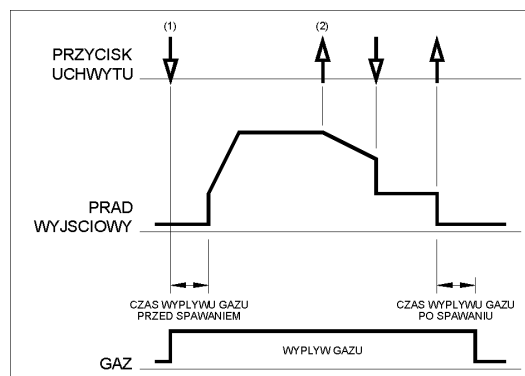 (1)
(2)
PRZYCISK
UCHWYTU
PRAD
WYJSCIOWY
CZAS WYPLYWU GAZU
PRZED SPAWANIEM
CZAS WYPLYWU GAZU
PO SPAWANIU
WYPLYW GAZU
GAZ